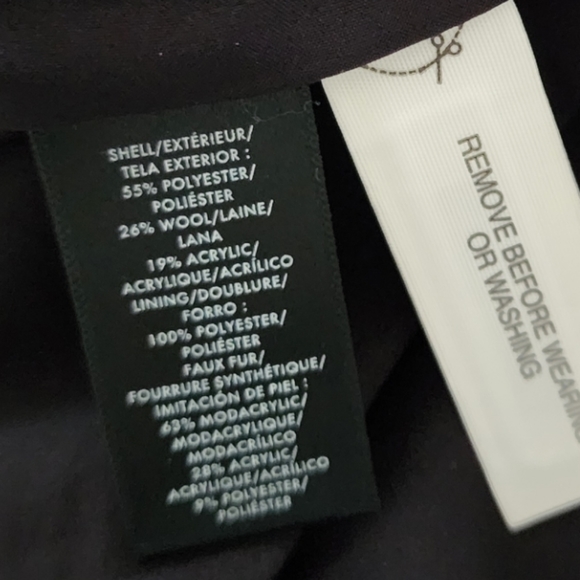 SHELL/EXTÉRIEUR/
TELA EXTERIOR :
55% POLYESTER/
POLIÉSTER
26% WOOL/LAINE/
LANA
19% ACRYLIC/
ACRYLIQUE/ACRÍLICO
LINING/DOUBLURE/
FORRO :
100% POLYESTER/
POLIÉSTER
FAUX FUR/
FOURRURE SYNTHÉTIQUE/
IMITACIÓN DE PIEL :
63% MODACRYLIC/
MODACRYLIQUE/
MODACRÍLICO
28% ACRYLIC/
ACRYLIQUE/ACRÍLICO
9% POLYESTER/
POLIÉSTER
REMOVE BEFORE WEARING
OR WASHING